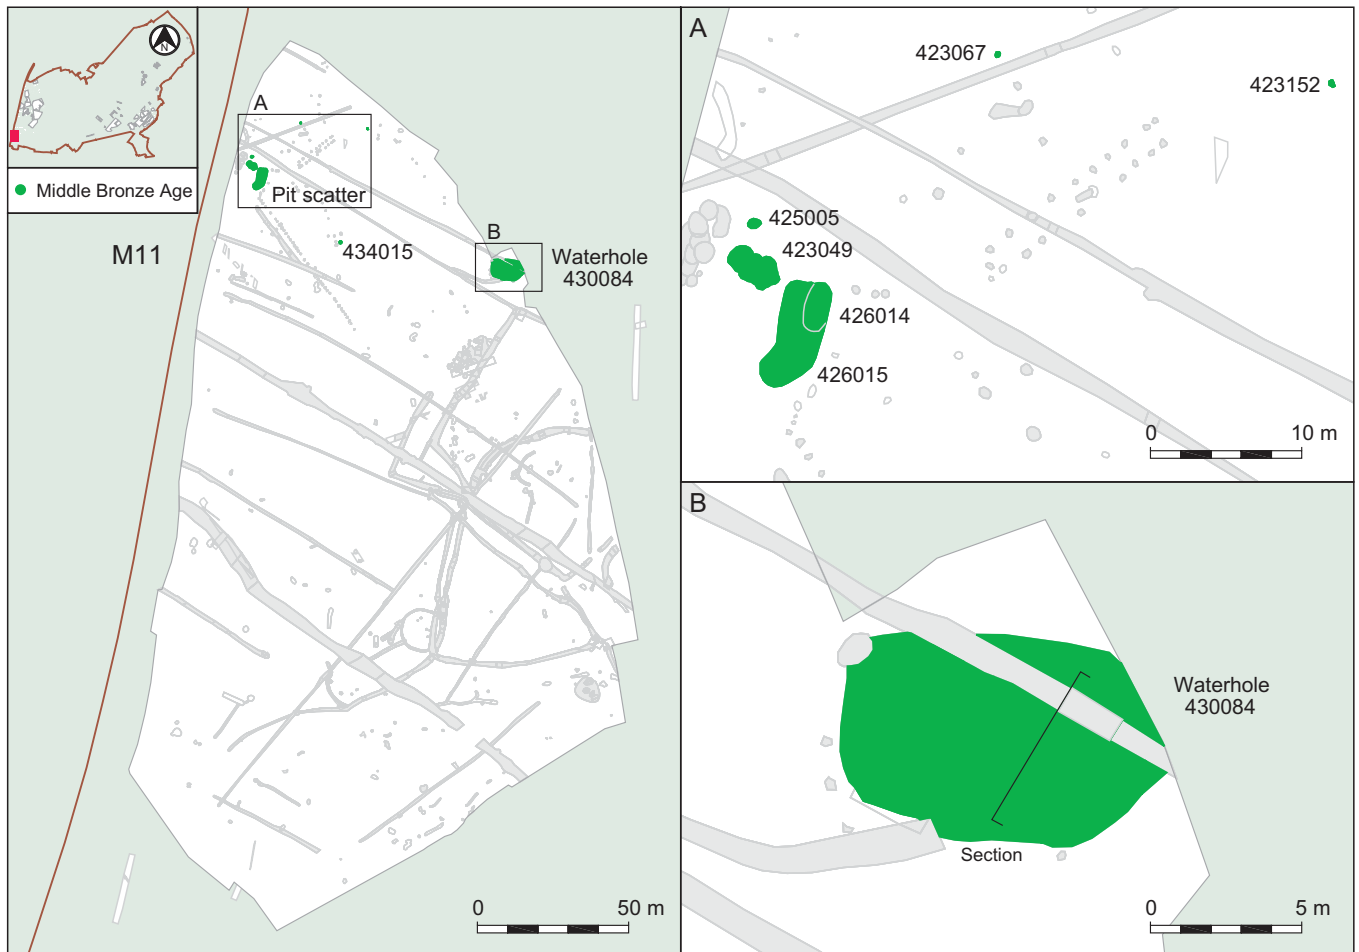 N
Middle Bronze Age
M11
A
Pit scatter
434015
B
Waterhole
430084
0 50 m
A
423067
423152
425005
423049
426014
426015
0 10 m
B
Waterhole
430084
Section
0 5 m